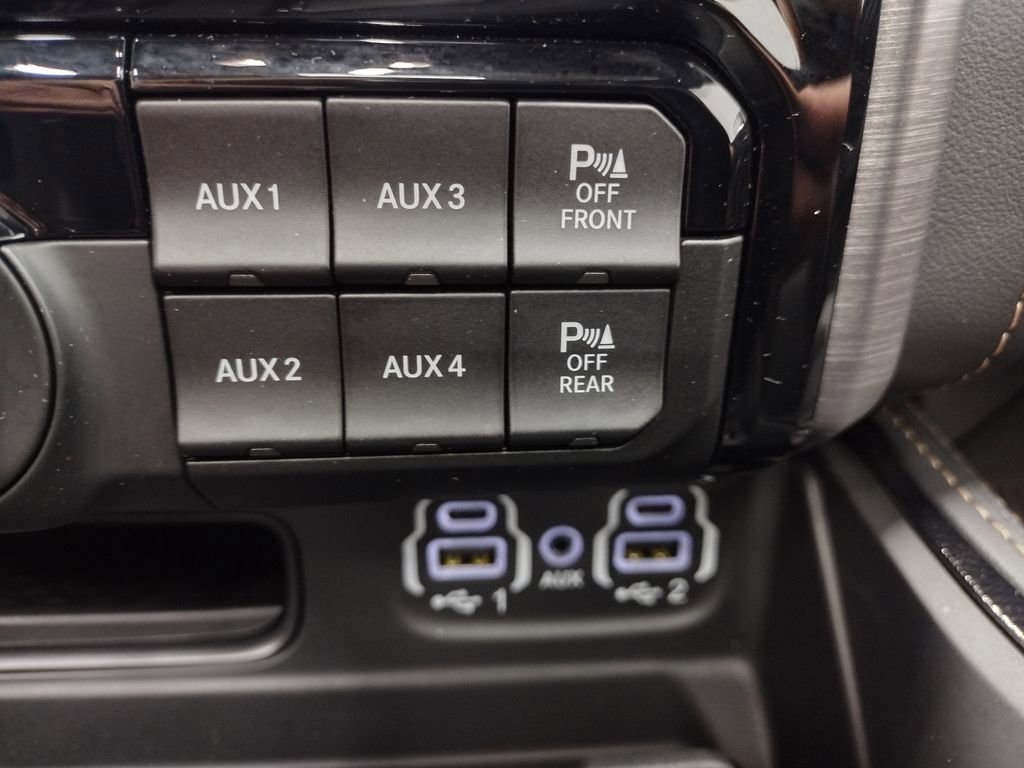 AUX 1
AUX 3
P
OFF
FRONT
AUX 2
AUX 4
P
OFF
REAR
1
AUX
2